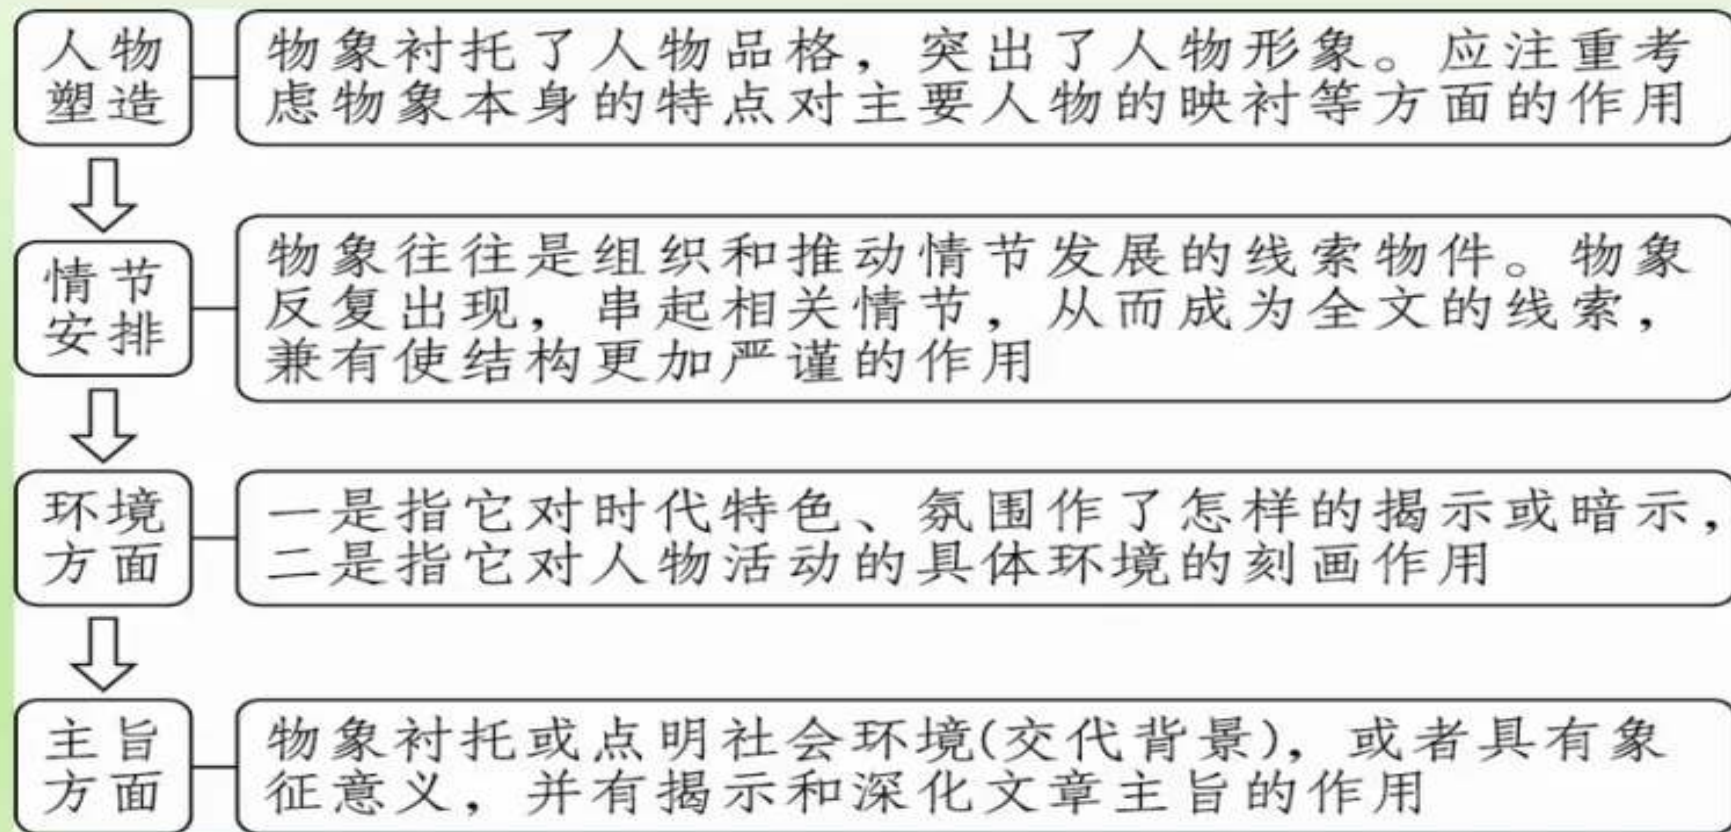 人物
塑造
物象衬托了人物品格，突出了人物形象。应注重考
虑物象本身的特点对主要人物的映衬等方面的作用
情节
安排
物象往往是组织和推动情节发展的线索物件。物象
反复出现，串起相关情节，从而成为全文的线索，
兼有使结构更加严谨的作用
环境
方面
一是指它对时代特色、氛围作了怎样的揭示或暗示，
二是指它对人物活动的具体环境的刻画作用
主旨
方面
物象衬托或点明社会环境(交代背景)，或者具有象
征意义，并有揭示和深化文章主旨的作用